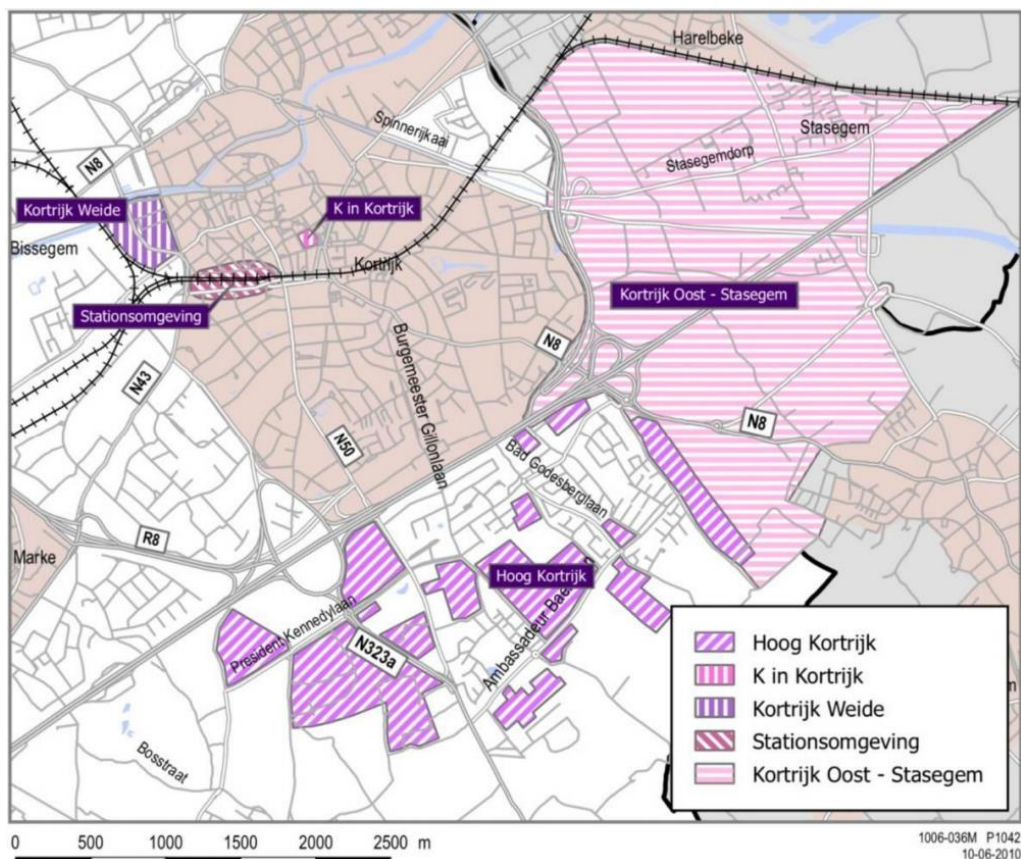 Harelbeke
Spinnerijkaai
Stasegem
Stasegemdorp
N8
Kortrijk Weide
K in Kortrijk
Bissegem
Kortrijk
Stationsomgeving
Kortrijk Oost - Stasegem
N8
Burgemeester Gillonlaan
N43
N8
N50
Bad Godesberglaan
R8
Marke
Hoog Kortrijk
President Kennedylaan
N323a
Ambassadeur Bae
Bosstraat
Hoog Kortrijk
K in Kortrijk
Kortrijk Weide
Stationsomgeving
Kortrijk Oost - Stasegem
0 500 1000 1500 2000 2500 m
1006-036M P1042
10-06-2010